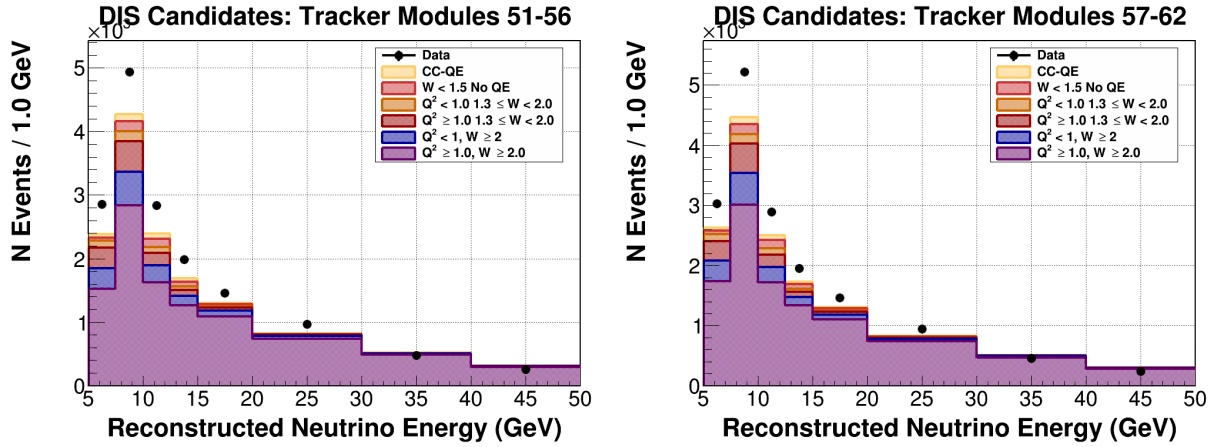 DIS Candidates: Tracker Modules 51-56
×10³
N Events / 1.0 GeV
5
4
3
2
1
0
Data
CC-QE
W < 1.5 No QE
Q² < 1.0 1.3 ≤ W < 2.0
Q² ≥ 1.0 1.3 ≤ W < 2.0
Q² < 1, W ≥ 2
Q² ≥ 1.0, W ≥ 2.0
5 10 15 20 25 30 35 40 45 50
Reconstructed Neutrino Energy (GeV)
DIS Candidates: Tracker Modules 57-62
×10³
N Events / 1.0 GeV
5
4
3
2
1
0
Data
CC-QE
W < 1.5 No QE
Q² < 1.0 1.3 ≤ W < 2.0
Q² ≥ 1.0 1.3 ≤ W < 2.0
Q² < 1, W ≥ 2
Q² ≥ 1.0, W ≥ 2.0
5 10 15 20 25 30 35 40 45 50
Reconstructed Neutrino Energy (GeV)